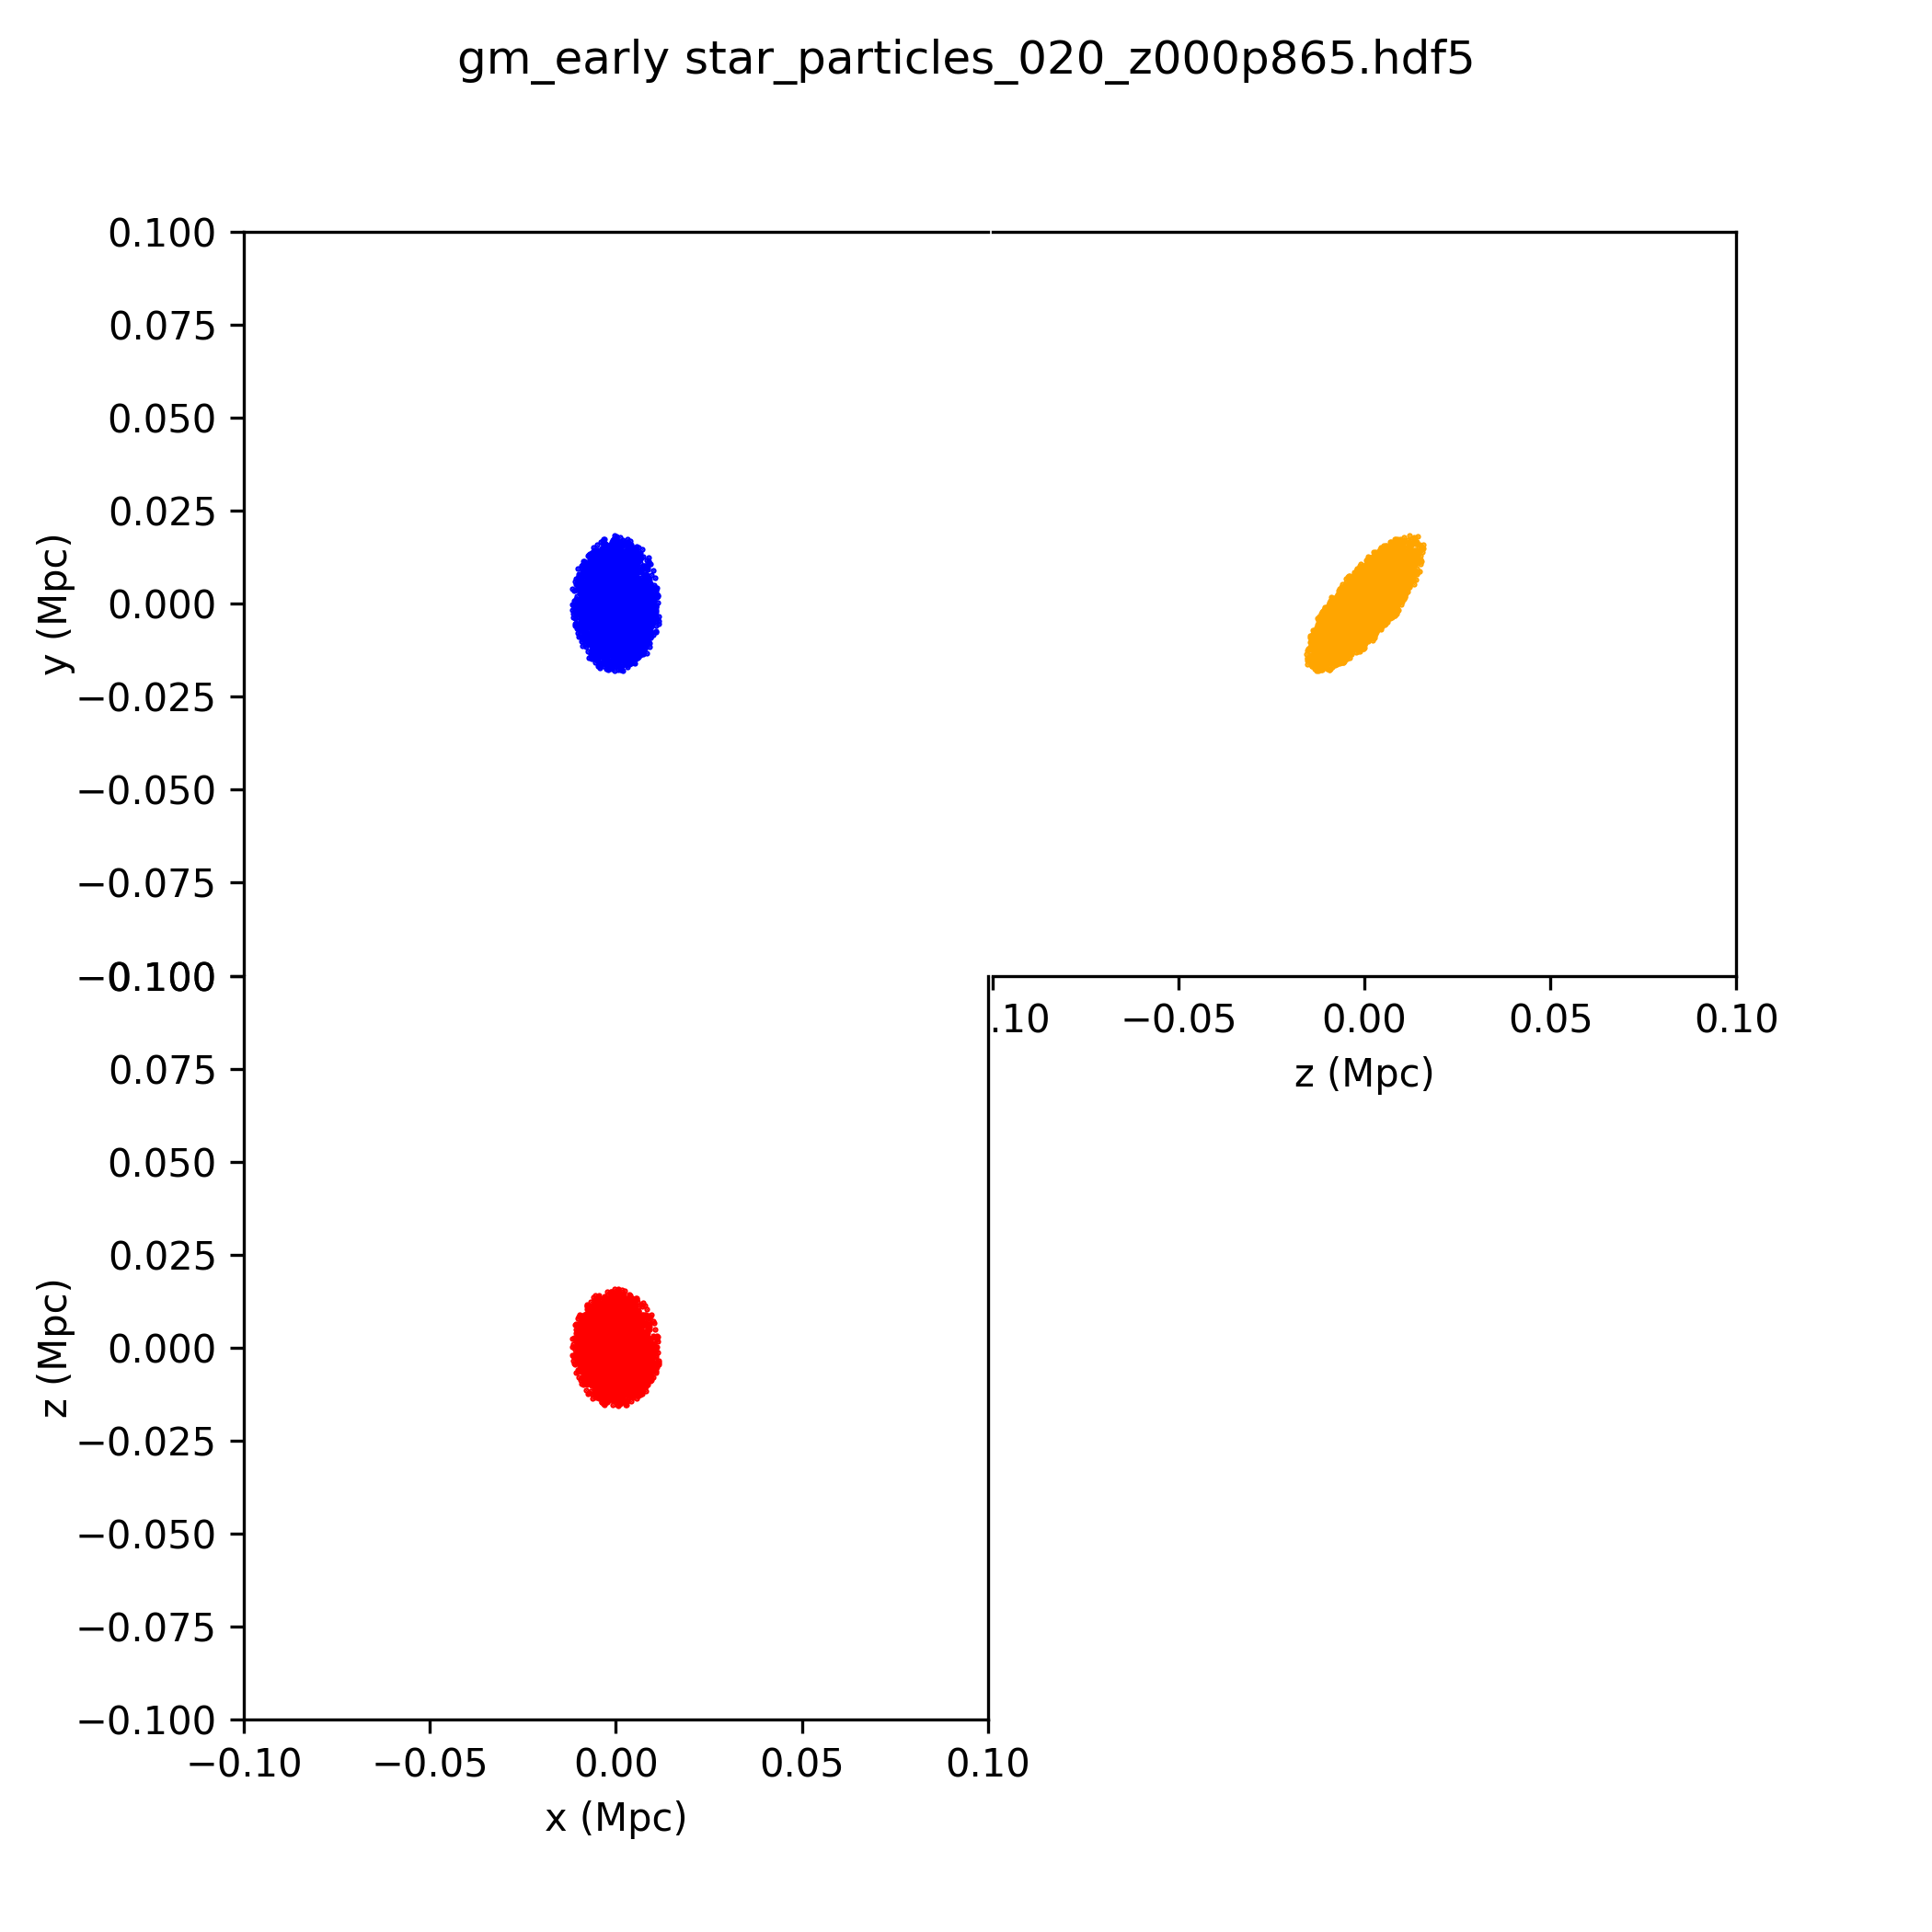 gm_early star_particles_020_z000p865.hdf5
0.100
0.075
0.050
0.025
0.000
−0.025
−0.050
−0.075
−0.100
y (Mpc)
.10 −0.05 0.00 0.05 0.10
z (Mpc)
0.075
0.050
0.025
0.000
−0.025
−0.050
−0.075
−0.100
z (Mpc)
−0.10 −0.05 0.00 0.05 0.10
x (Mpc)